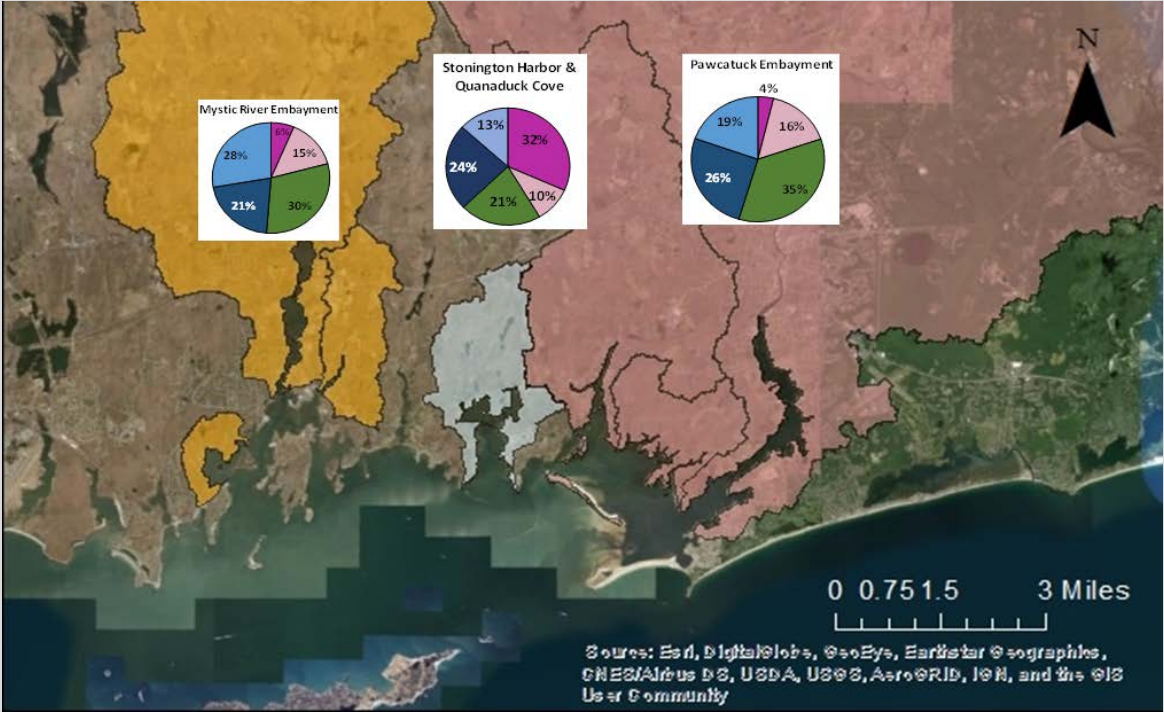 Mystic River Embayment
6%
15%
30%
21%
28%
Stonington Harbor &
Quanaduck Cove
32%
10%
21%
24%
13%
Pawcatuck Embayment
4%
16%
35%
26%
19%
N
0 0.75 1.5 3 Miles
Source: Esri, DigitalGlobe, GeoEye, Earthstar Geographics,
CNES/Airbus DS, USDA, USGS, AeroGRID, IGN, and the GIS
User Community